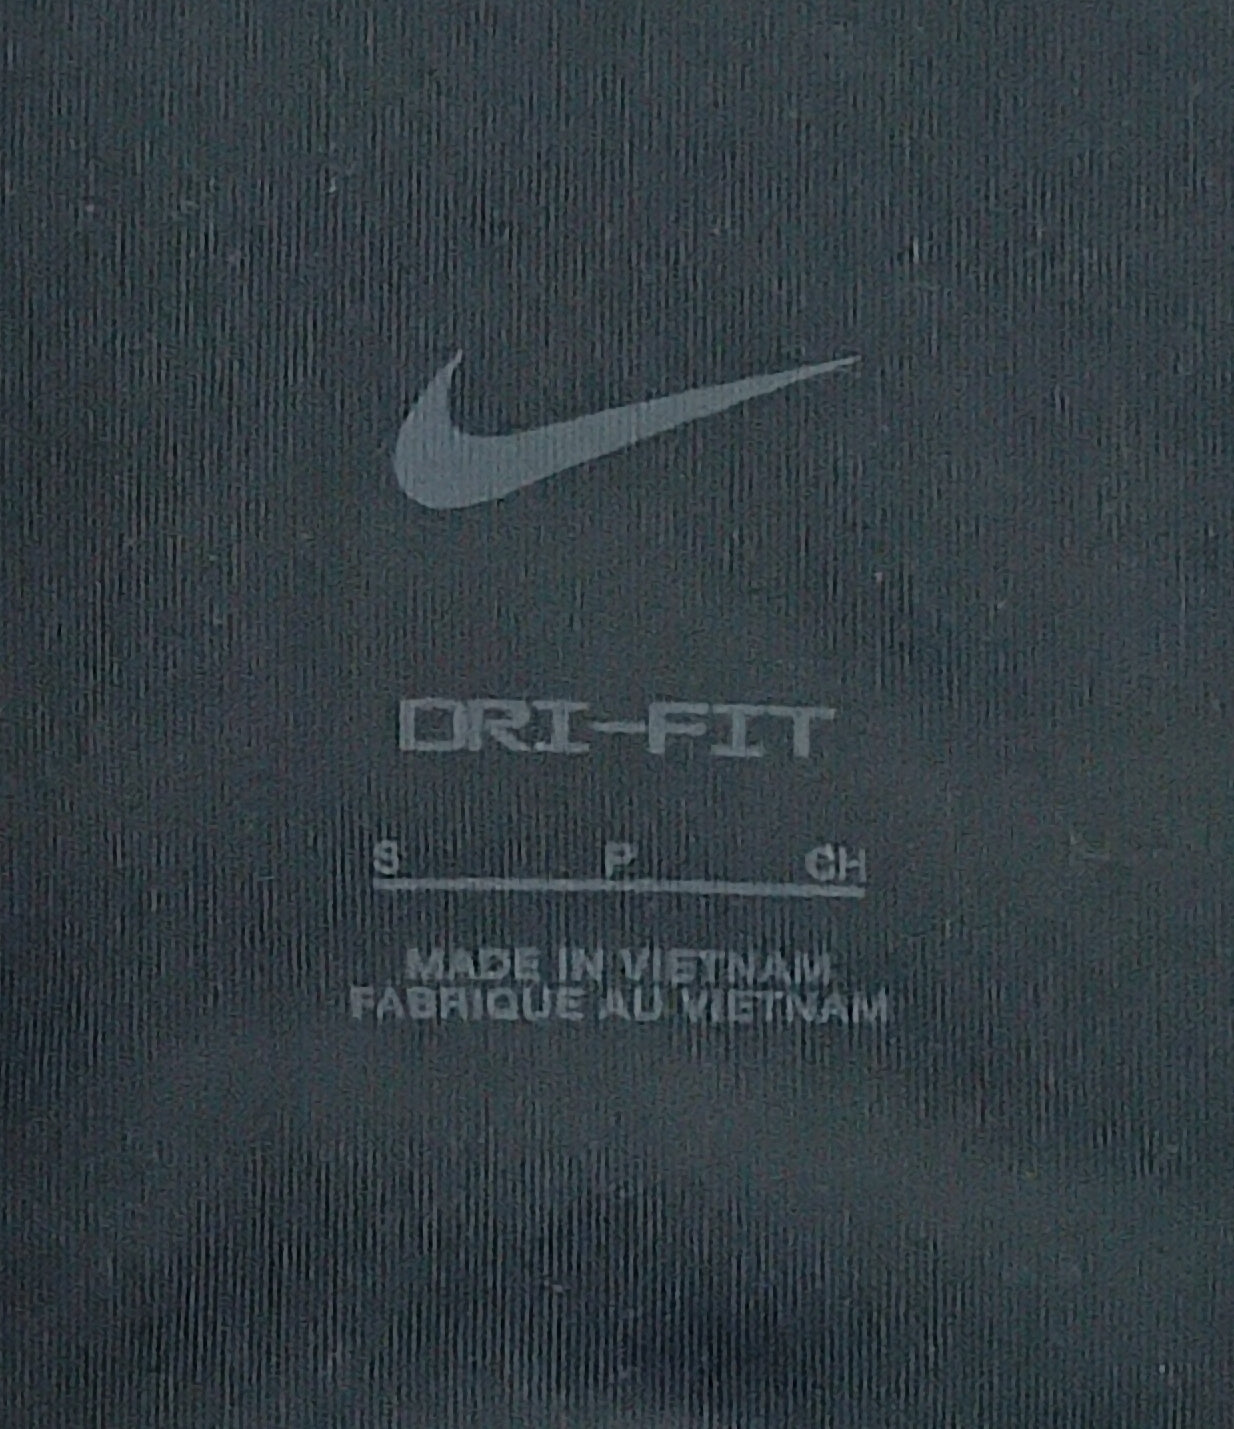 DRI-FIT
S P CH
MADE IN VIETNAM
FABRIQUE AU VIETNAM